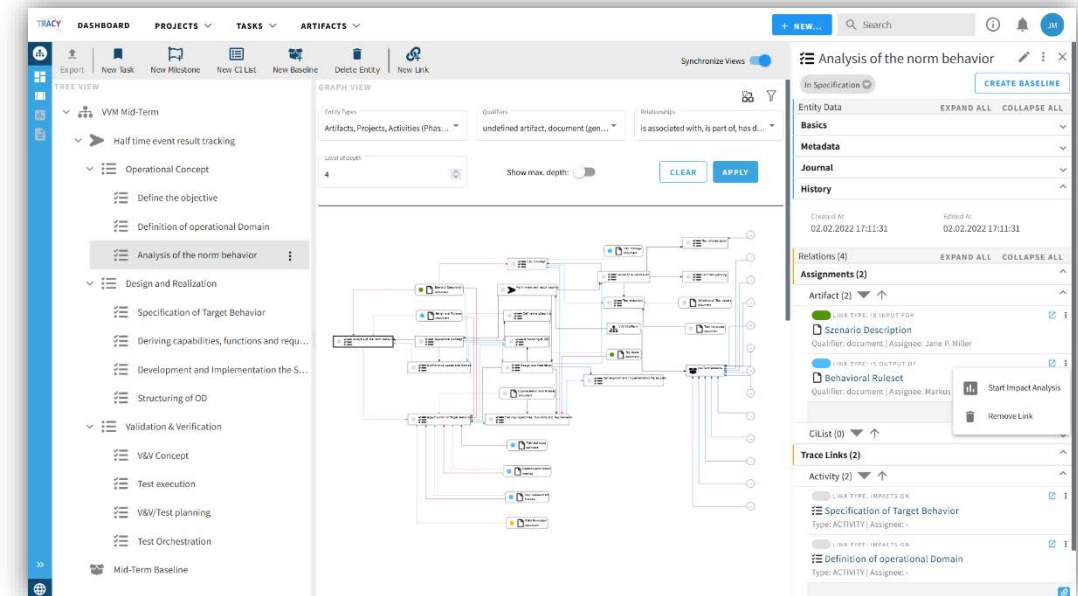 TRACY
DASHBOARD
PROJECTS
TASKS
ARTIFACTS
+ NEW...
Search
JM
Export
New Task
New Milestone
New CI List
New Baseline
Delete Entity
New Link
Synchronize Views
TREE VIEW
VVM Mid-Term
Half time event result tracking
Operational Concept
Define the objective
Definition of operational Domain
Analysis of the norm behavior
Design and Realization
Specification of Target Behavior
Deriving capabilities, functions and requ...
Development and Implementation the S...
Structuring of OD
Validation & Verification
V&V Concept
Test execution
V&V/Test planning
Test Orchestration
Mid-Term Baseline
GRAPH VIEW
Entity Types
Artifacts, Projects, Activities (Phas...
Qualifiers
undefined artifact, document (gen...
Relationships
is associated with, is part of, has d...
Level of depth
4
Show max. depth:
CLEAR
APPLY
Analysis of the norm behavior
In Specification
CREATE BASELINE
Entity Data
EXPAND ALL COLLAPSE ALL
Basics
Metadata
Journal
History
Created At
Edited At
02.02.2022 17:11:31
02.02.2022 17:11:31
Relations (4)
EXPAND ALL COLLAPSE ALL
Assignments (2)
Artifact (2)
LINK TYPE: IS INPUT FOR
Szenario Description
Qualifier: document | Assignee: Jane P. Miller
LINK TYPE: IS OUTPUT OF
Behavioral Ruleset
Qualifier: document | Assignee: Markus
Start Impact Analysis
Remove Link
CiList (0)
Trace Links (2)
Activity (2)
LINK TYPE: IMPACTS ON
Specification of Target Behavior
Type: ACTIVITY | Assignee: -
LINK TYPE: IMPACTS ON
Definition of operational Domain
Type: ACTIVITY | Assignee: -